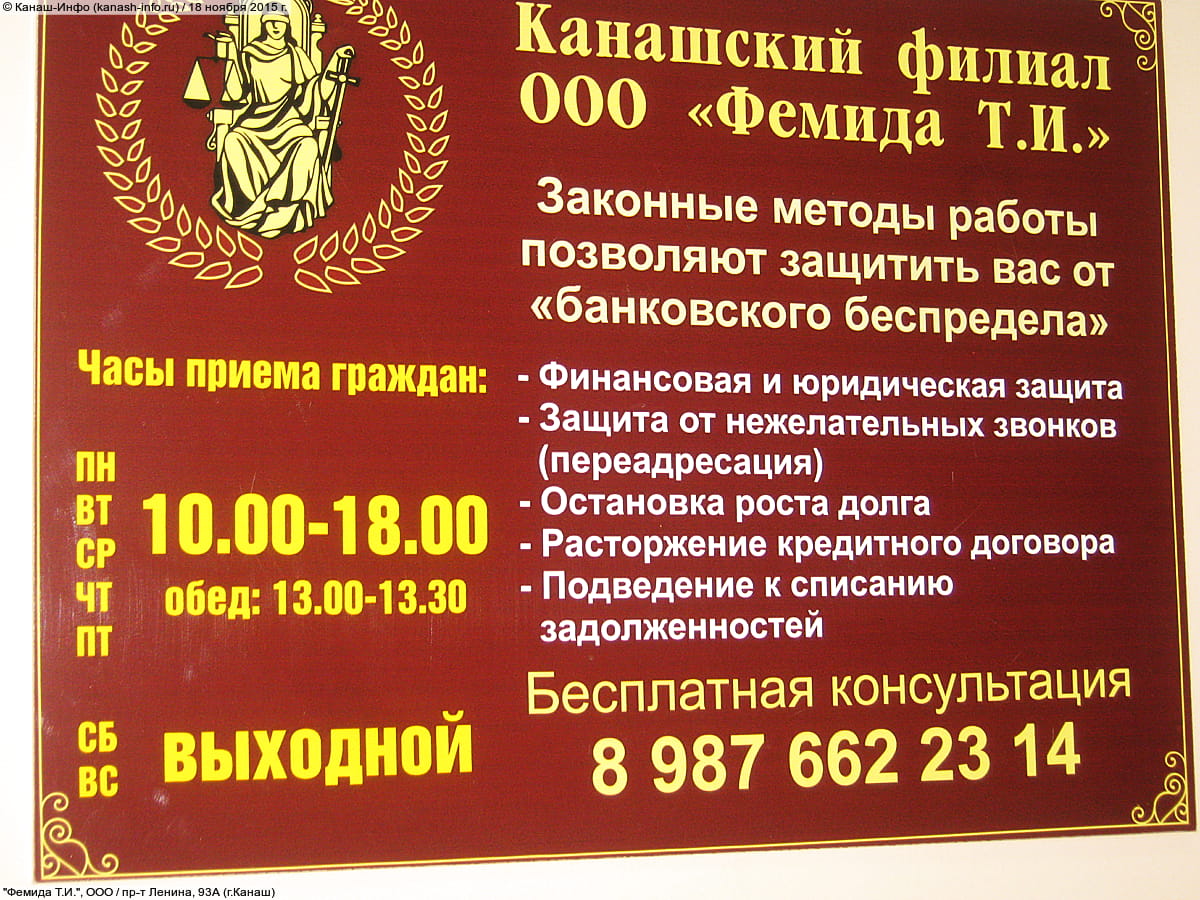 © Канаш-Инфо (kanash-info.ru) / 18 ноября 2015 г.
Канашский филиал
ООО «Фемида Т.И.»
Законные методы работы
позволяют защитить вас от
«банковского беспредела»
Часы приема граждан:
ПН
ВТ
СР
ЧТ
ПТ
10.00-18.00
обед: 13.00-13.30
СБ
ВС
ВЫХОДНОЙ
- Финансовая и юридическая защита
- Защита от нежелательных звонков
(переадресация)
- Остановка роста долга
- Расторжение кредитного договора
- Подведение к списанию
задолженностей
Бесплатная консультация
8 987 662 23 14
"Фемида Т.И.", ООО / пр-т Ленина, 93А (г.Канаш)